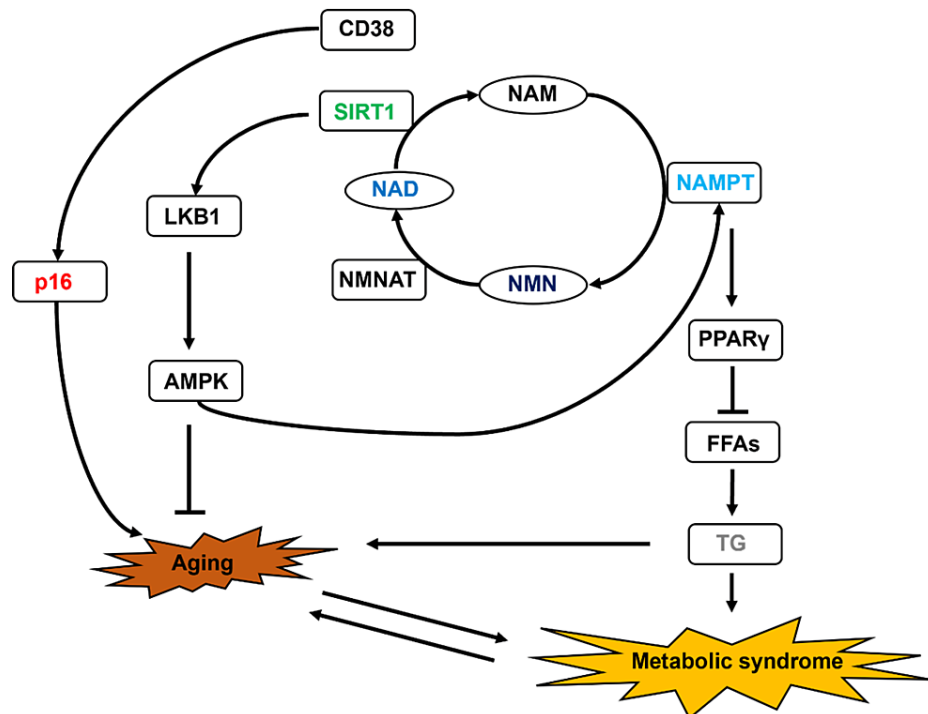 CD38
NAM
SIRT1
NAD
NAMPT
LKB1
p16
NMNAT
NMN
PPARγ
AMPK
FFAs
TG
Aging
Metabolic syndrome